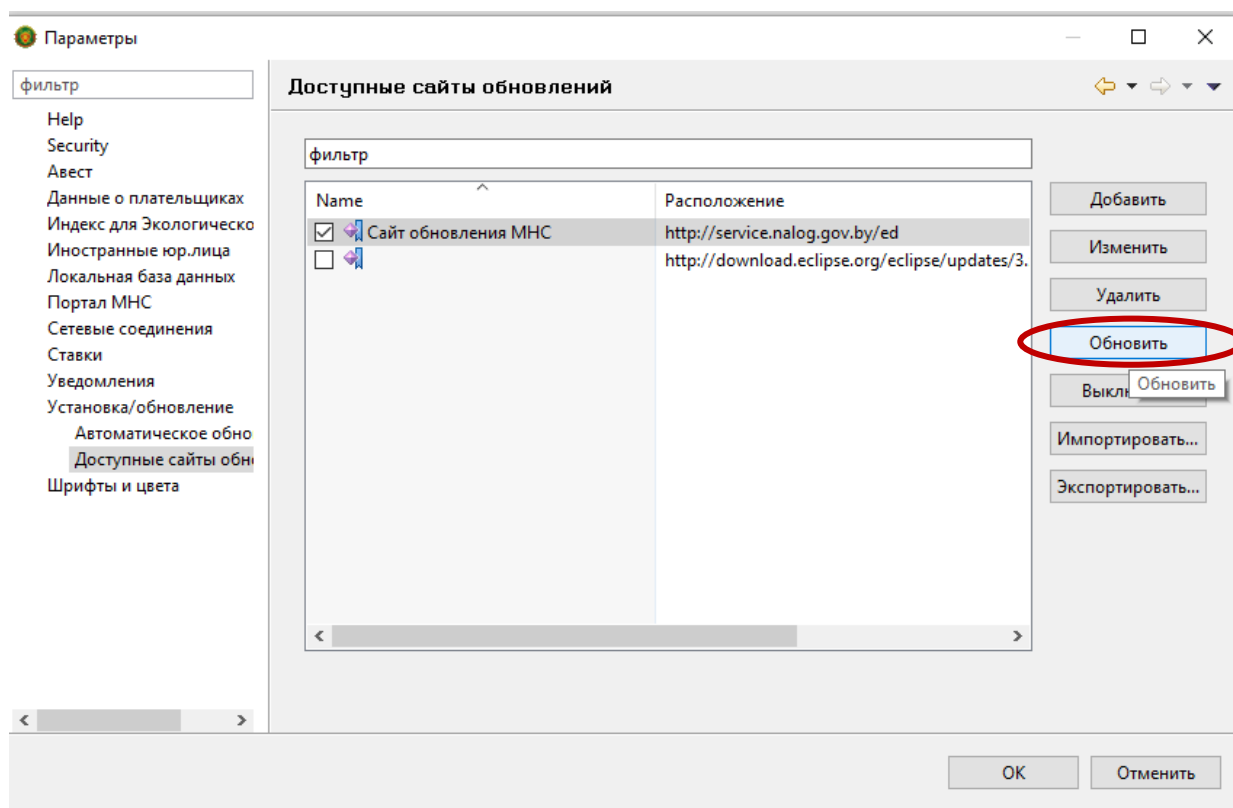 Параметры
фильтр
Help
Security
Авест
Данные о плательщиках
Индекс для Экологическо
Иностранные юр.лица
Локальная база данных
Портал МНС
Сетевые соединения
Ставки
Уведомления
Установка/обновление
Автоматическое обно
Доступные сайты обн
Шрифты и цвета
Доступные сайты обновлений
фильтр
Name Расположение
Сайт обновления МНС http://service.nalog.gov.by/ed
http://download.eclipse.org/eclipse/updates/3.
Добавить
Изменить
Удалить
Обновить
Обновить
Выкл
Импортировать...
Экспортировать...
OK Отменить